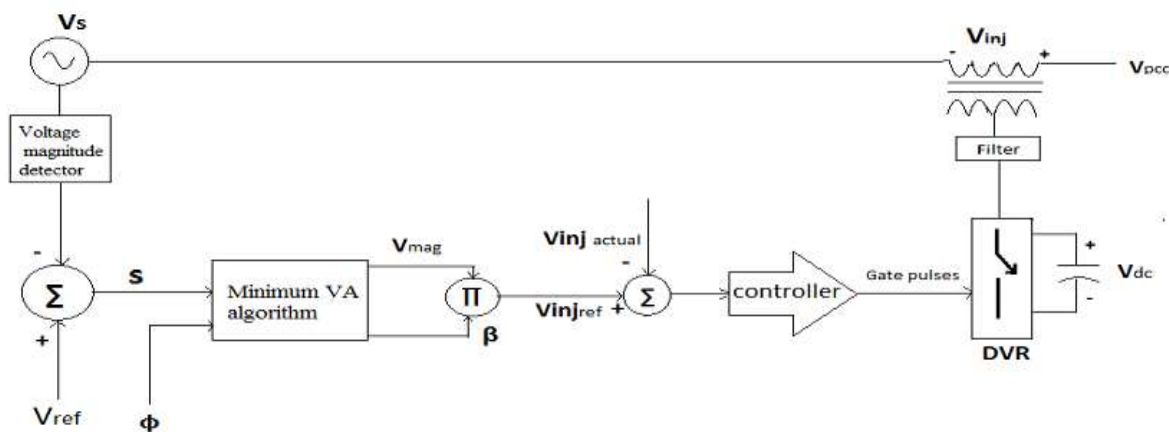 Vs
Vinj
- +
Vpcc
Voltage
magnitude
detector
Filter
-
Σ
+
S
Minimum VA
algorithm
Vmag
Π
β
Vinj actual
-
Vinjref +
Σ
controller
Gate pulses
DVR
+
Vdc
-
Vref
Φ